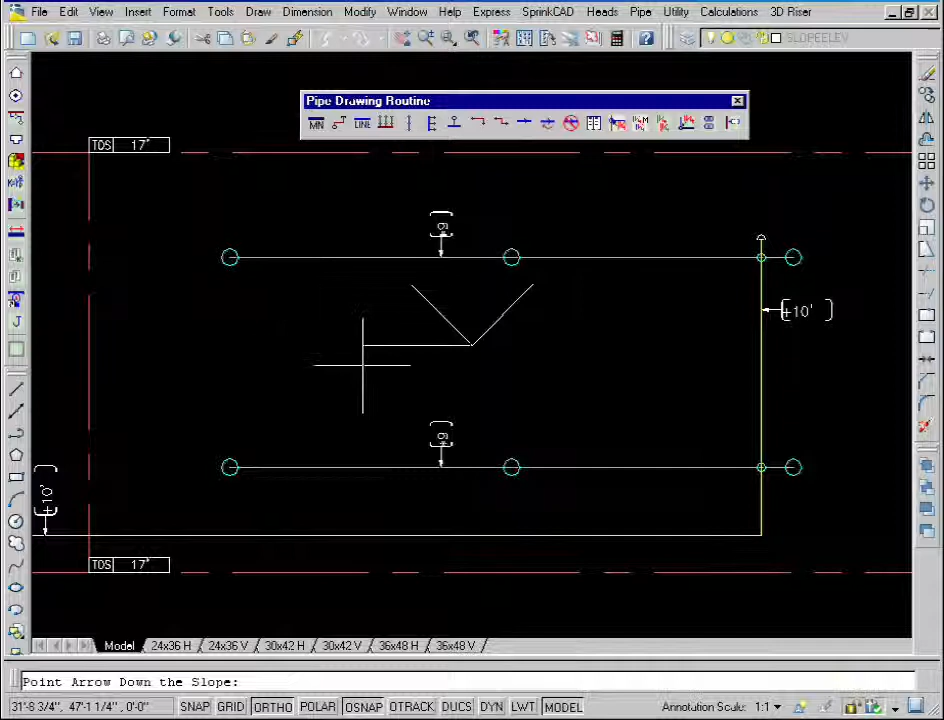 File Edit View Insert Format Tools Draw Dimension Modify Window Help Express SprinkCAD Heads Pipe Utility Calculations 3D Riser
SLOPEELEV
Pipe Drawing Routine
MN LINE
TOS 17'
+10'
+10'
TOS 17'
Model 24x36 H 24x36 V 30x42 H 30x42 V 36x48 H 36x48 V
Point Arrow Down the Slope:
31'-8 3/4", 47'-1 1/4", 0'-0" SNAP GRID ORTHO POLAR OSNAP OTRACK DUCS DYN LWT MODEL Annotation Scale: 1:1